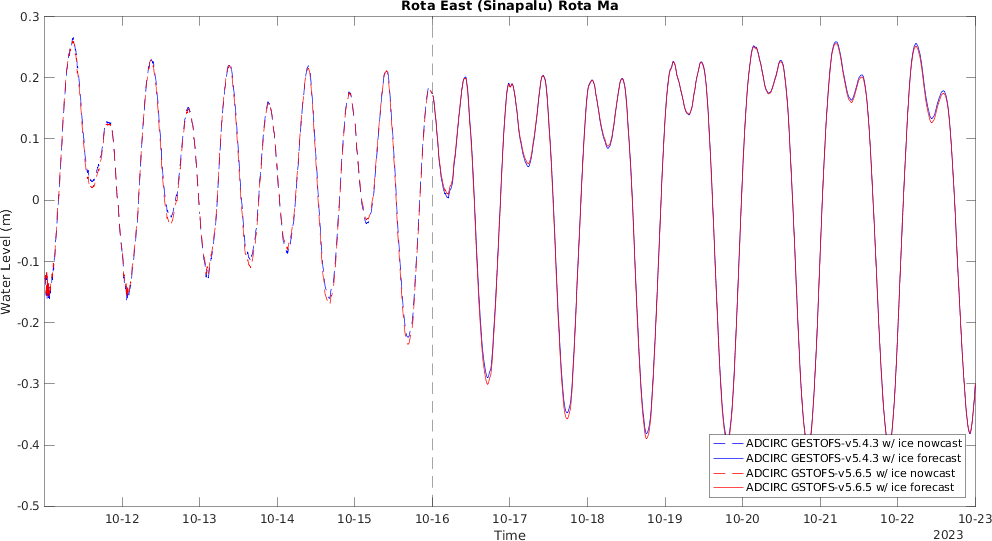 Rota East (Sinapalu) Rota Ma
0.3
0.2
0.1
0
-0.1
-0.2
-0.3
-0.4
-0.5
Water Level (m)
ADCIRC GESTOFS-v5.4.3 w/ ice nowcast
ADCIRC GESTOFS-v5.4.3 w/ ice forecast
ADCIRC GSTOFS-v5.6.5 w/ ice nowcast
ADCIRC GSTOFS-v5.6.5 w/ ice forecast
10-12 10-13 10-14 10-15 10-16 10-17 10-18 10-19 10-20 10-21 10-22 10-23
Time
2023